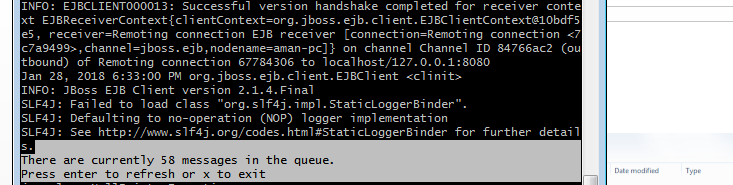 INFO: EJBCLIENT000013: Successful version handshake completed for receiver conte
xt EJBReceiverContext{clientContext=org.jboss.ejb.client.EJBClientContext@10bdf5
e5, receiver=Remoting connection EJB receiver [connection=Remoting connection <7
c7a9499>,channel=jboss.ejb,nodename=aman-pc]} on channel Channel ID 84766ac2 (ou
tbound) of Remoting connection 67784306 to localhost/127.0.0.1:8080
Jan 28, 2018 6:33:00 PM org.jboss.ejb.client.EJBClient <clinit>
INFO: JBoss EJB Client version 2.1.4.Final
SLF4J: Failed to load class "org.slf4j.impl.StaticLoggerBinder".
SLF4J: Defaulting to no-operation (NOP) logger implementation
SLF4J: See http://www.slf4j.org/codes.html#StaticLoggerBinder for further detail
s.
There are currently 58 messages in the queue.
Press enter to refresh or x to exit
Date modified
Type